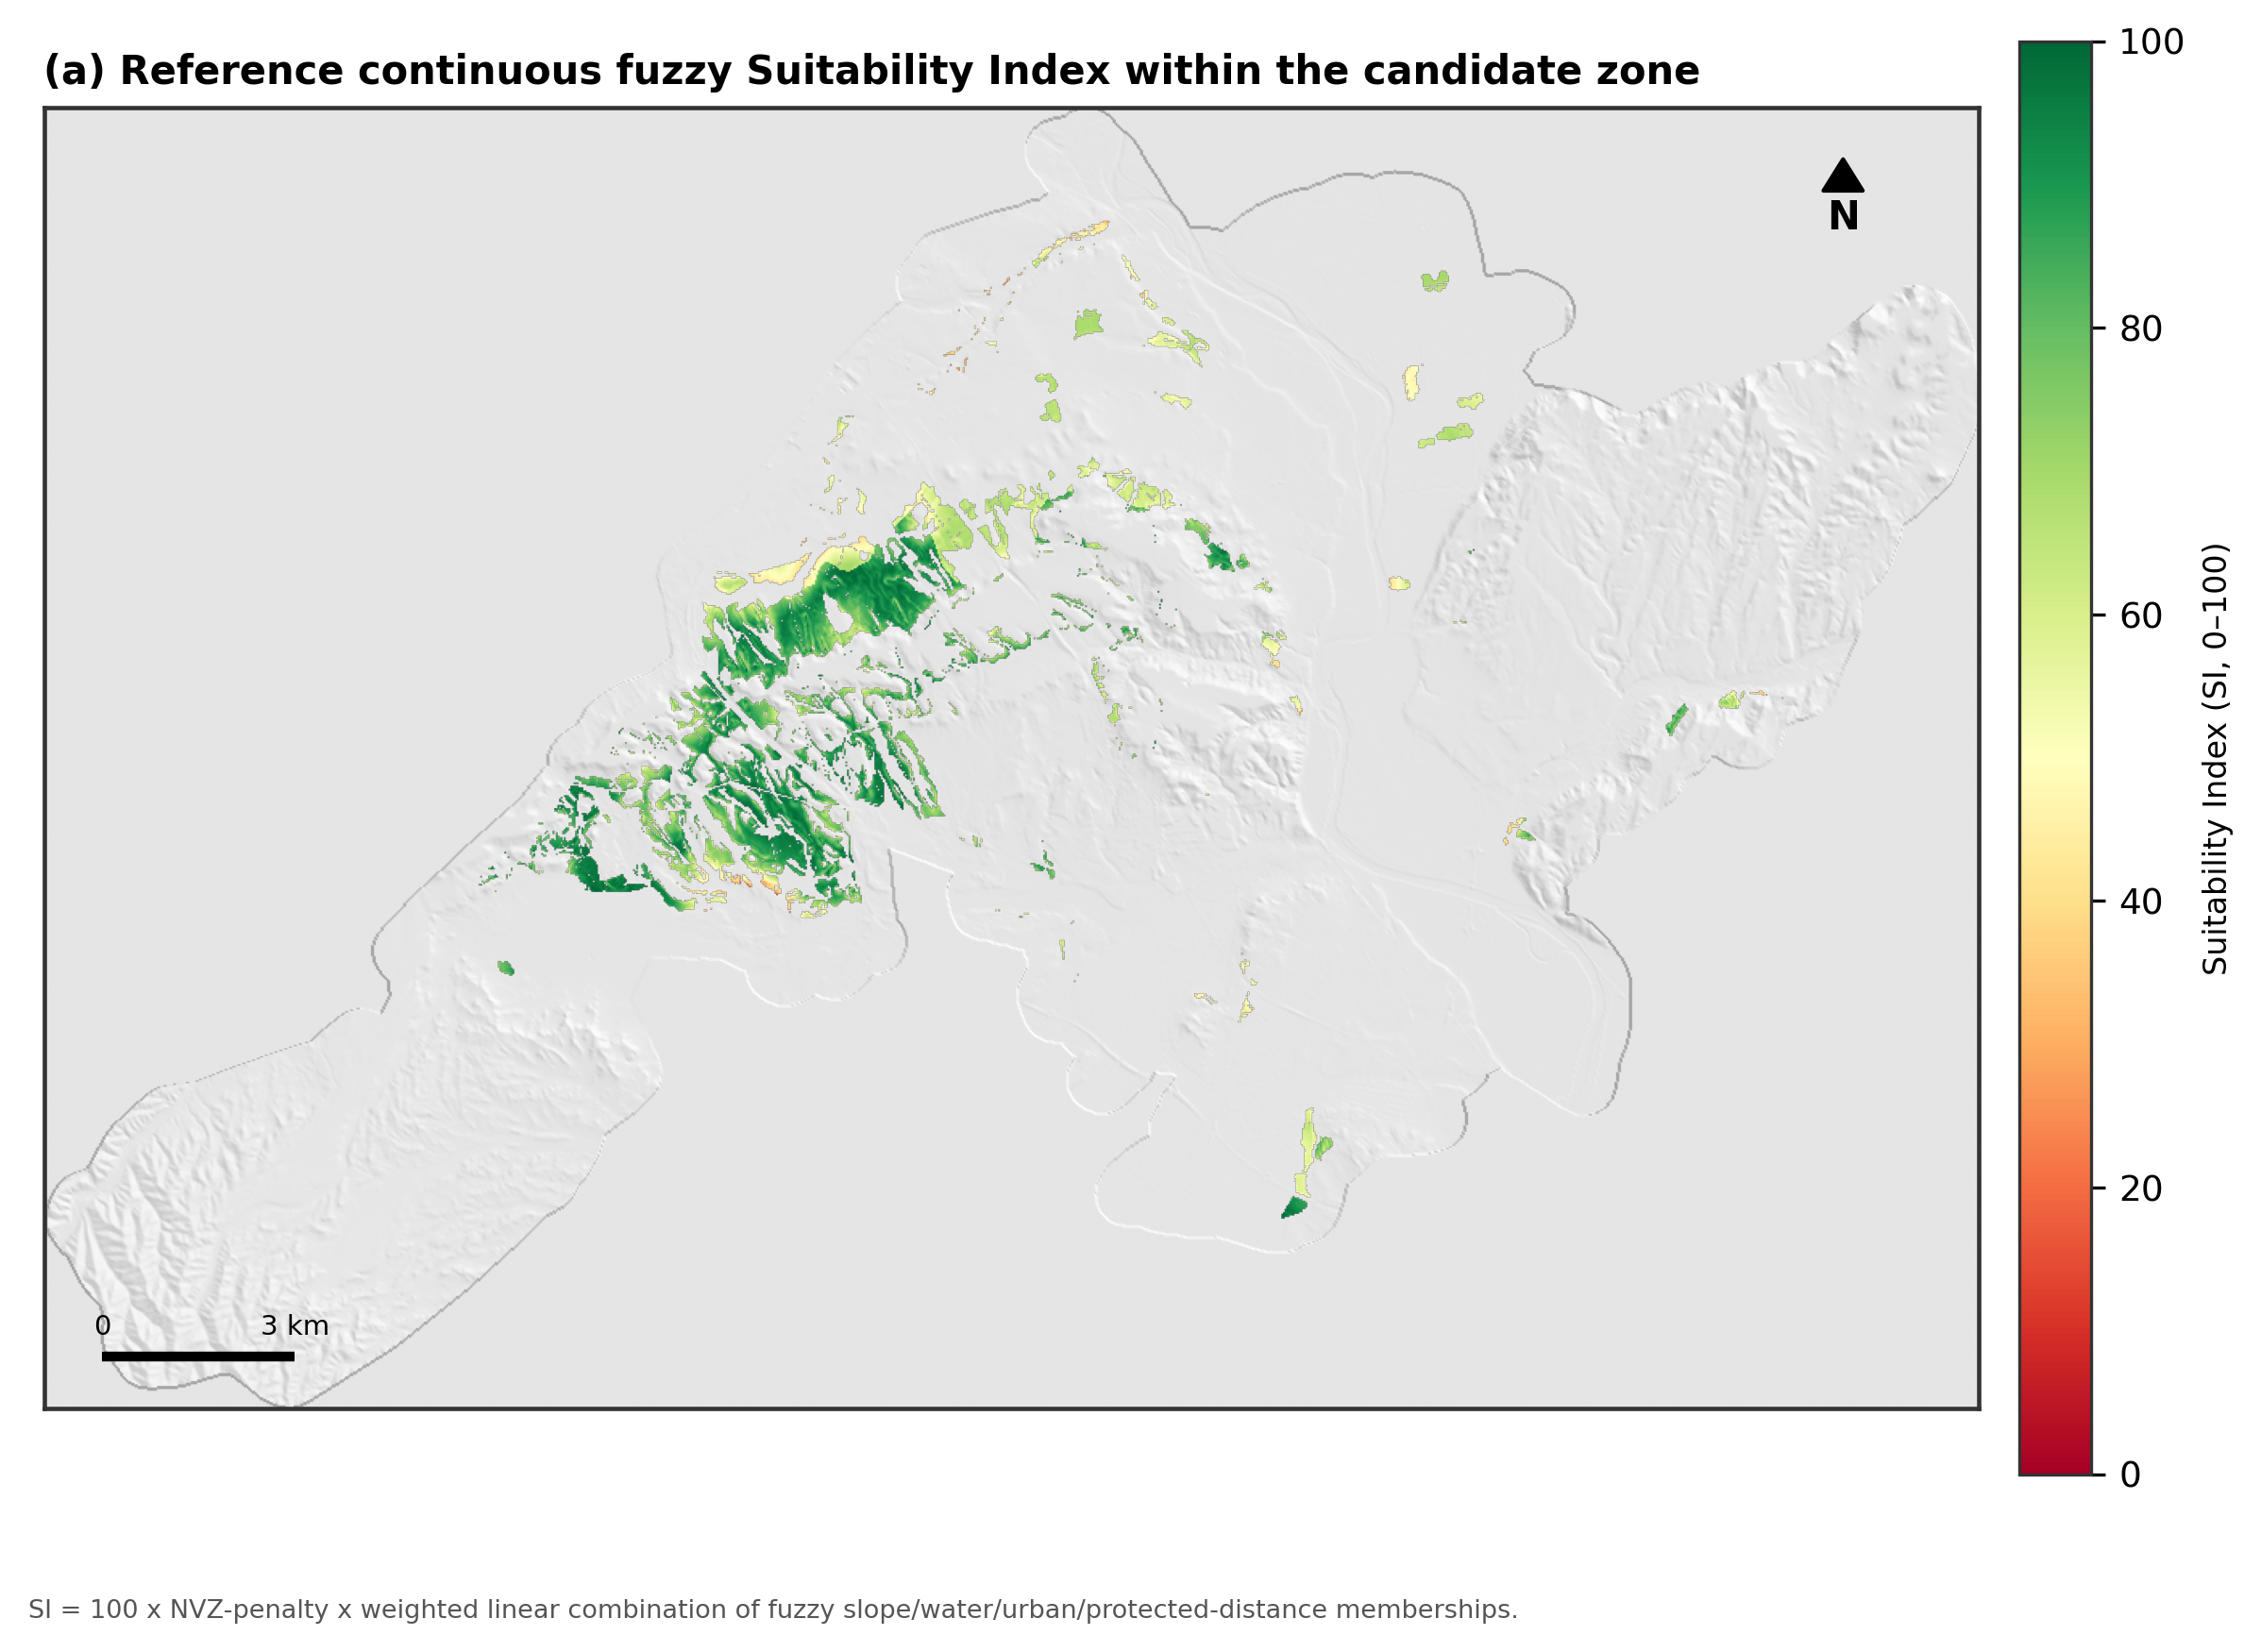 (a) Reference continuous fuzzy Suitability Index within the candidate zone
N
0 3 km
100
80
60
40
20
0
Suitability Index (SI, 0–100)
SI = 100 x NVZ-penalty x weighted linear combination of fuzzy slope/water/urban/protected-distance memberships.